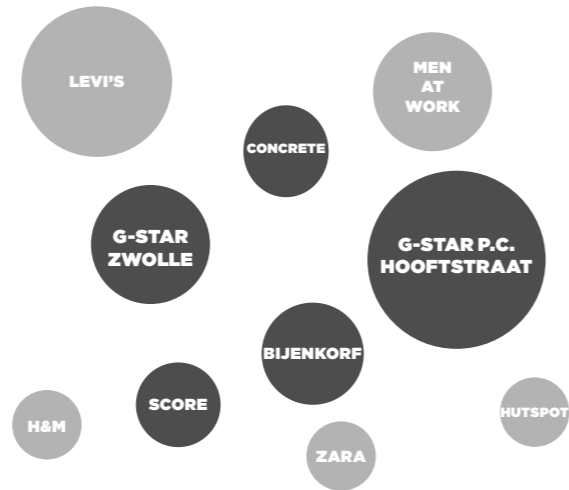 LEVI'S
MEN
AT
WORK
CONCRETE
G-STAR
ZWOLLE
G-STAR P.C.
HOOFTSTRAAT
BIJENKORF
SCORE
HUTSPOT
H&M
ZARA